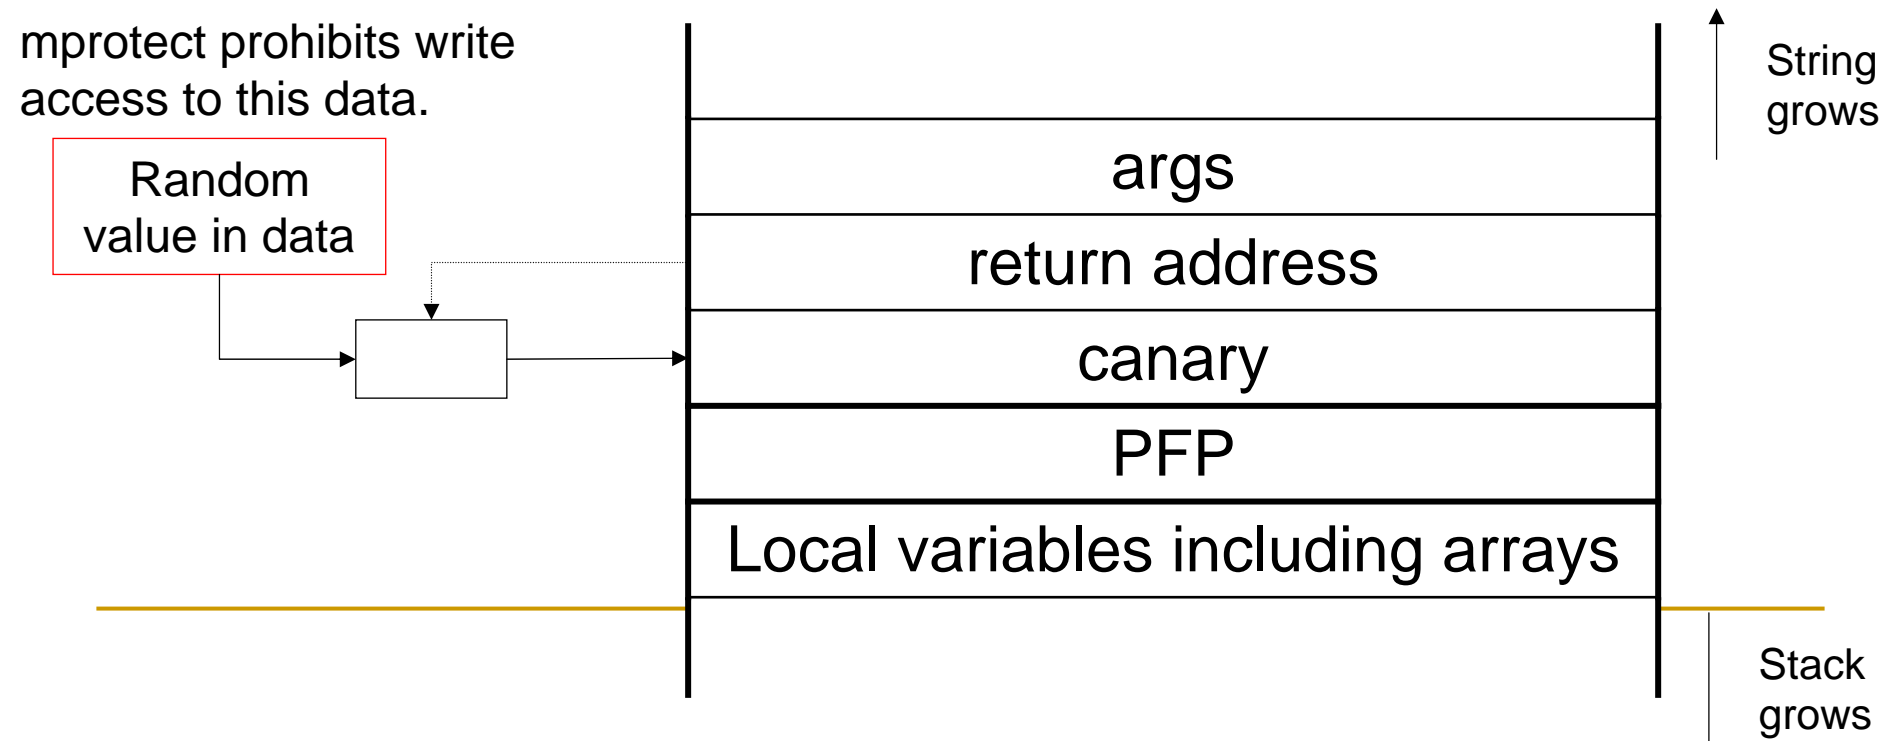 mprotect prohibits write
access to this data.
String
grows
Random
value in data
args
return address
canary
PFP
Local variables including arrays
Stack
grows